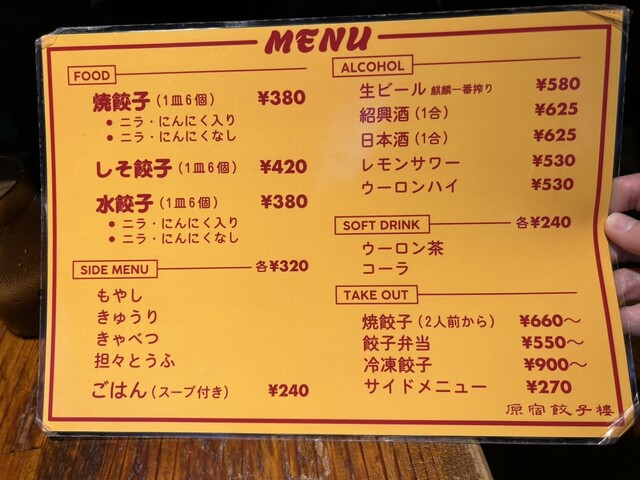 MENU
FOOD
焼餃子(1皿6個) ¥380
● ニラ・にんにく入り
● ニラ・にんにくなし
しそ餃子(1皿6個) ¥420
水餃子(1皿6個) ¥380
● ニラ・にんにく入り
● ニラ・にんにくなし
SIDE MENU 各¥320
もやし
きゅうり
きゃべつ
担々とうふ
ごはん(スープ付き) ¥240
ALCOHOL
生ビール 麒麟一番搾り ¥580
紹興酒(1合) ¥625
日本酒(1合) ¥625
レモンサワー ¥530
ウーロンハイ ¥530
SOFT DRINK 各¥240
ウーロン茶
コーラ
TAKE OUT
焼餃子(2人前から) ¥660〜
餃子弁当 ¥550〜
冷凍餃子 ¥900〜
サイドメニュー ¥270
原宿餃子樓